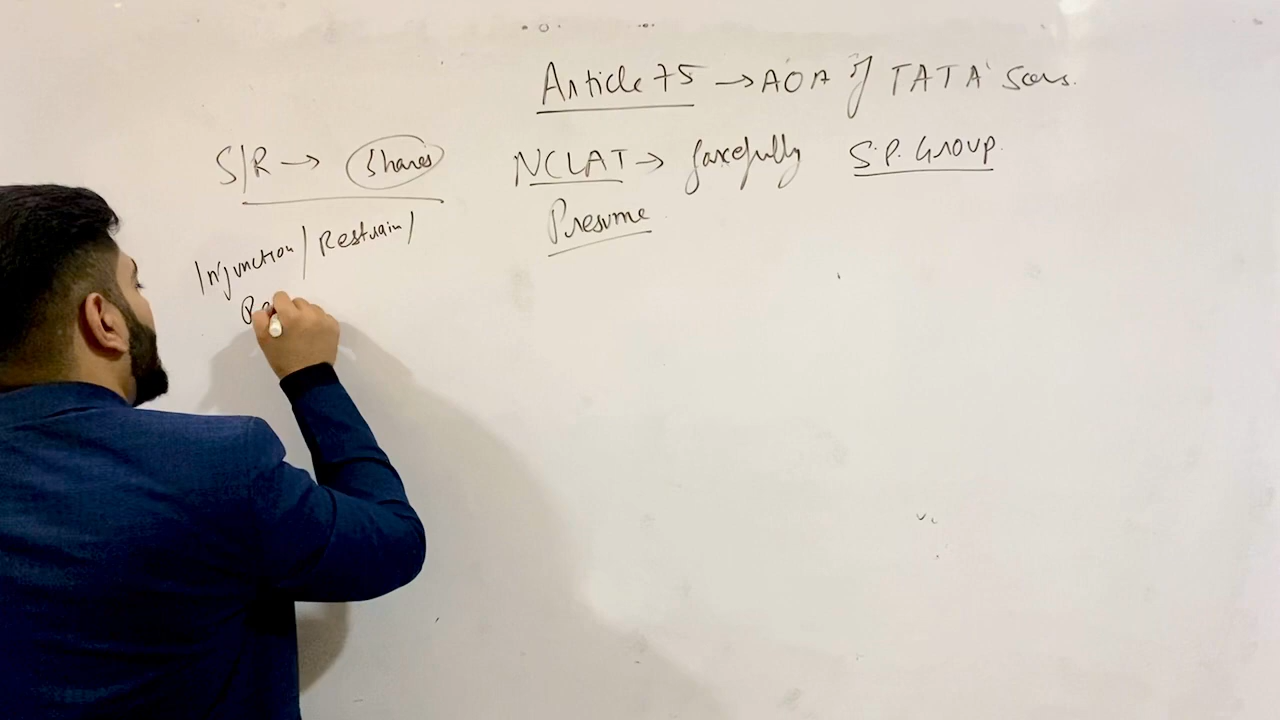 Article 75 → AOA of TATA Sons.
S/R → Shares
NCLAT → forcefully S.P. Group.
Presume
Injunction / Restrain /